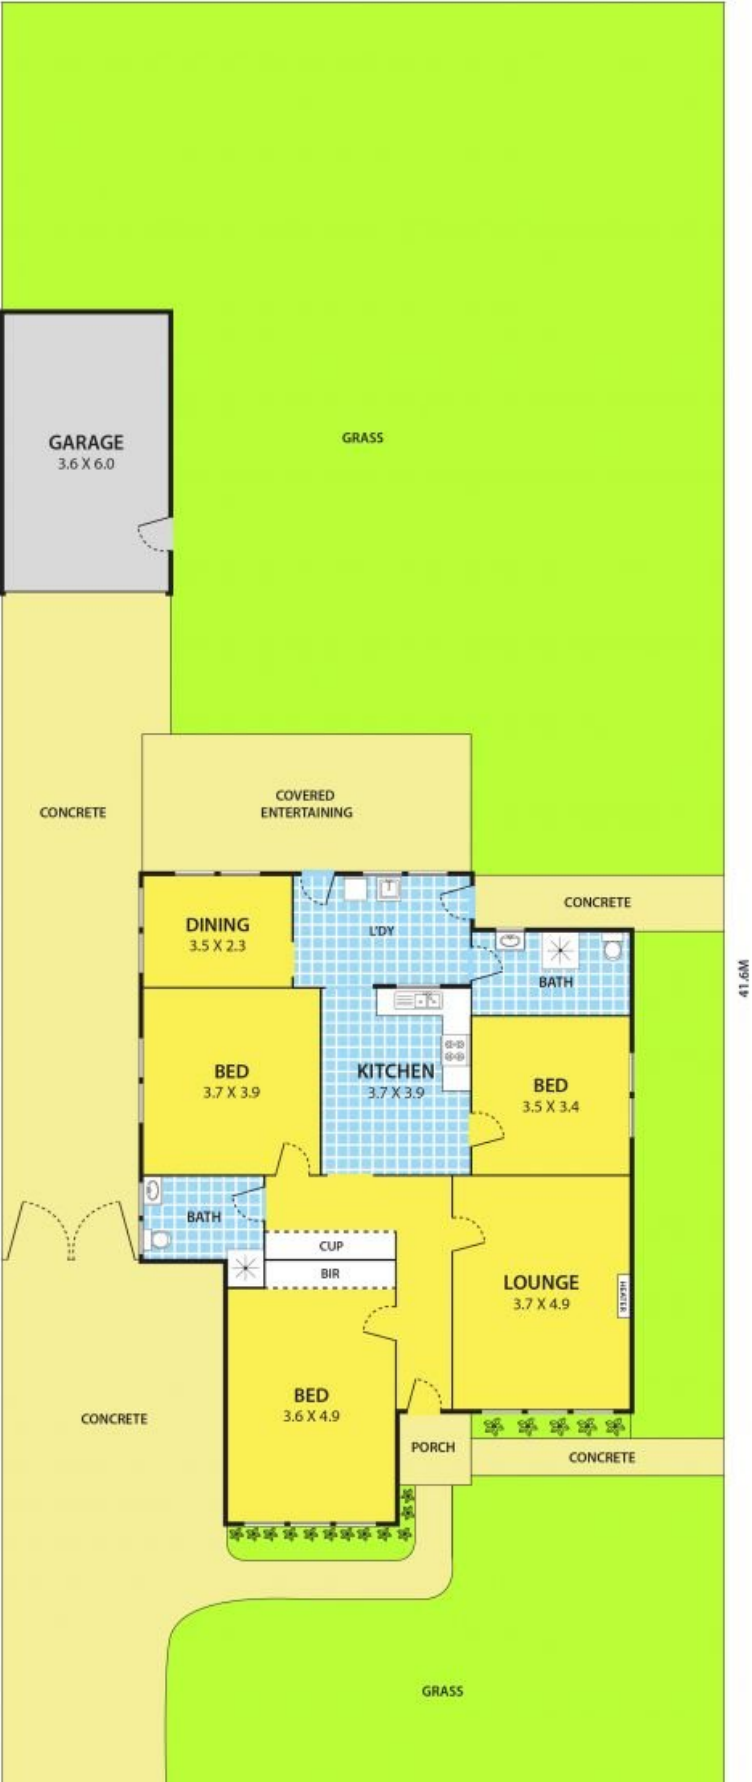 GARAGE
3.6 X 6.0
GRASS
CONCRETE
COVERED
ENTERTAINING
DINING
3.5 X 2.3
L'DY
CONCRETE
BATH
41.6M
BED
3.7 X 3.9
KITCHEN
3.7 X 3.9
BED
3.5 X 3.4
BATH
CUP
BIR
LOUNGE
3.7 X 4.9
HEATER
BED
3.6 X 4.9
CONCRETE
PORCH
CONCRETE
GRASS